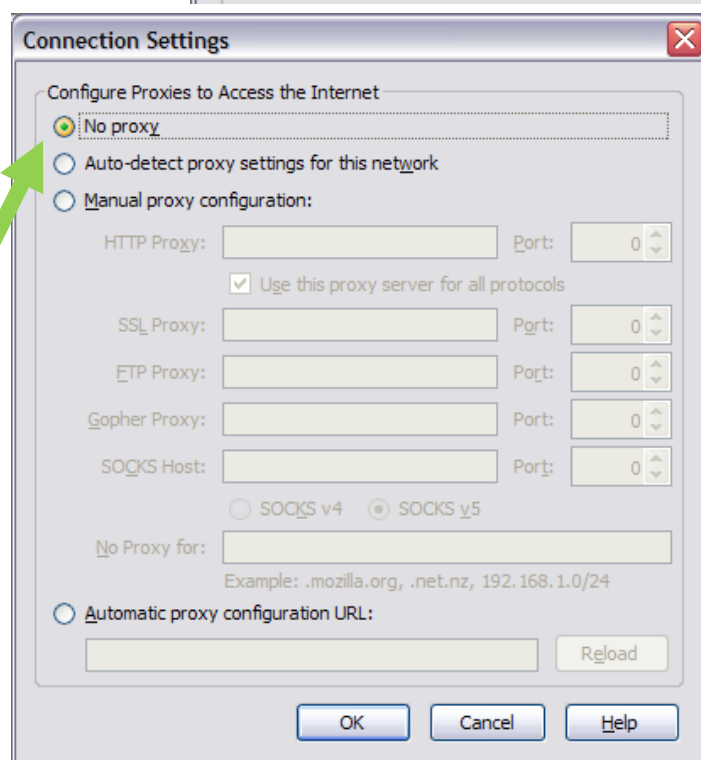 Connection Settings
Configure Proxies to Access the Internet
No proxy
Auto-detect proxy settings for this network
Manual proxy configuration:
HTTP Proxy: Port: 0
Use this proxy server for all protocols
SSL Proxy: Port: 0
FTP Proxy: Port: 0
Gopher Proxy: Port: 0
SOCKS Host: Port: 0
SOCKS v4 SOCKS v5
No Proxy for:
Example: .mozilla.org, .net.nz, 192.168.1.0/24
Automatic proxy configuration URL:
Reload
OK Cancel Help